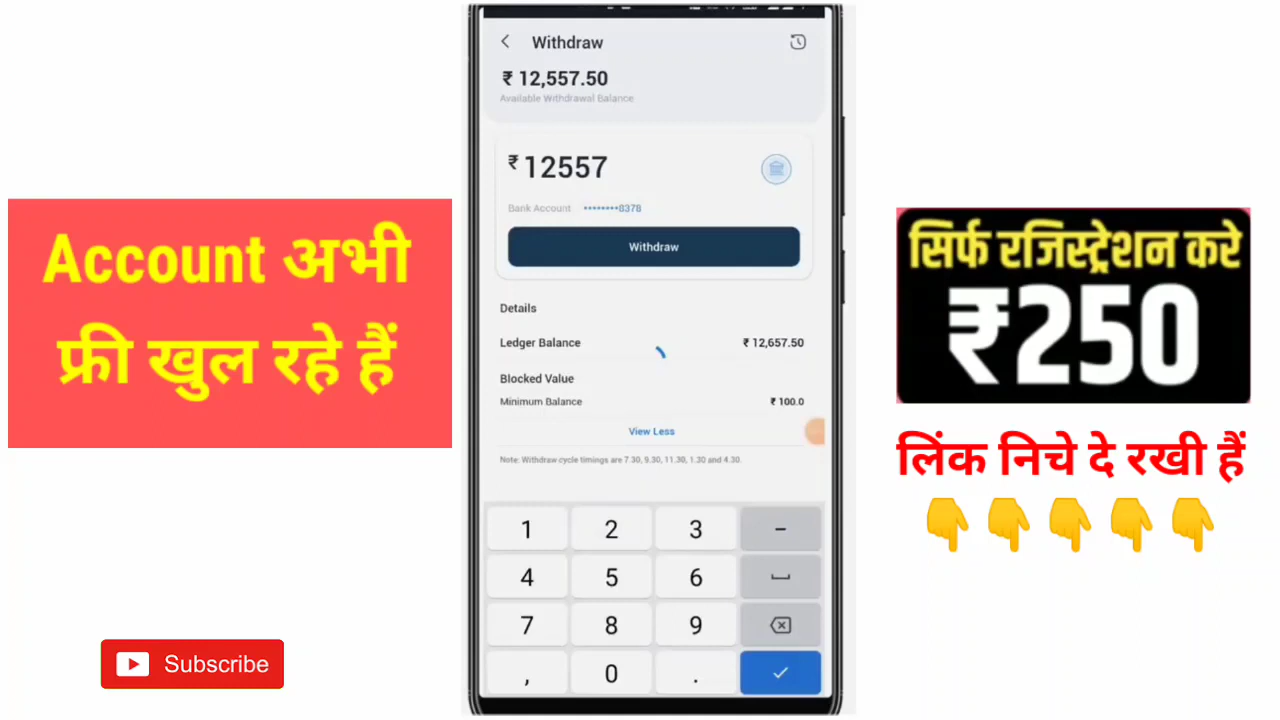 Withdraw
₹ 12,557.50
Available Withdrawal Balance
₹12557
Bank Account ••••••••8378
Withdraw
Details
Ledger Balance ₹ 12,657.50
Blocked Value
Minimum Balance ₹ 100.0
View Less
Note: Withdraw cycle timings are 7.30, 9.30, 11.30, 1.30 and 4.30.
1 2 3 -
4 5 6
7 8 9
, 0 .
Account अभी
फ्री खुल रहे हैं
Subscribe
सिर्फ रजिस्ट्रेशन करे
₹250
लिंक निचे दे रखी हैं